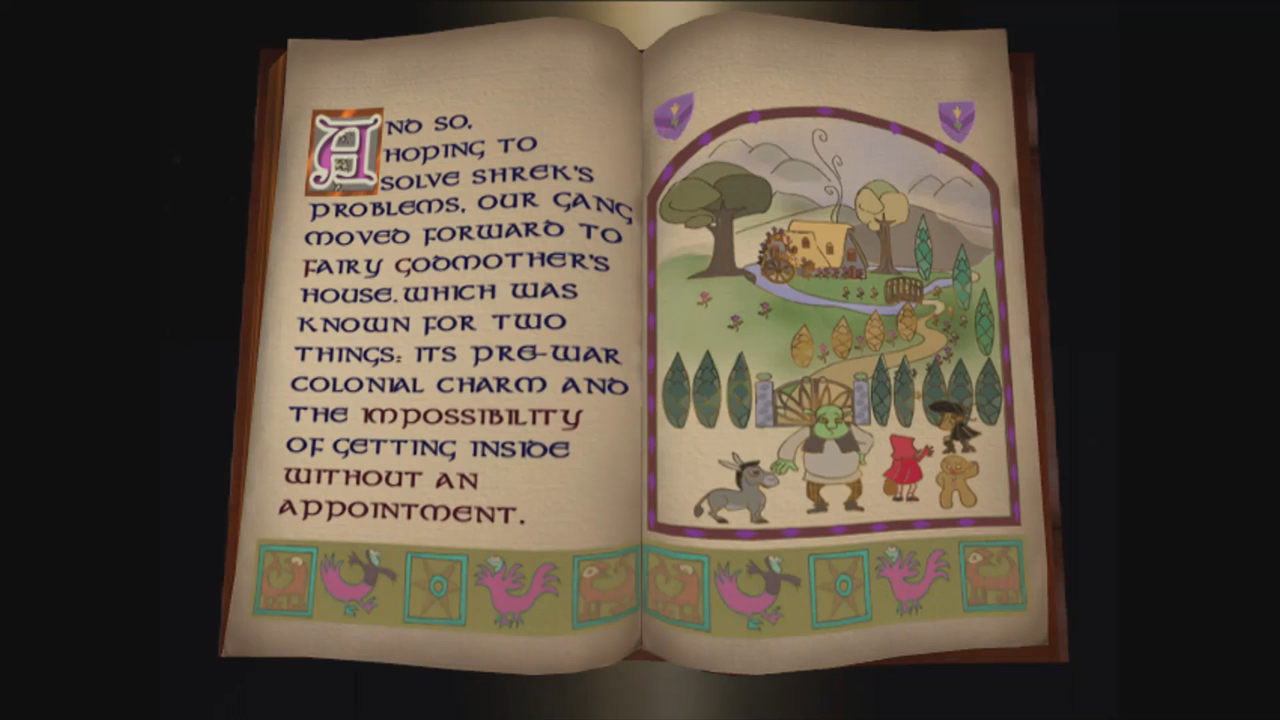 AND SO,
HOPING TO
SOLVE SHREK'S
PROBLEMS, OUR GANG
MOVED FORWARD TO
FAIRY GODMOTHER'S
HOUSE, WHICH WAS
KNOWN FOR TWO
THINGS: ITS PRE-WAR
COLONIAL CHARM AND
THE IMPOSSIBILITY
OF GETTING INSIDE
WITHOUT AN
APPOINTMENT.